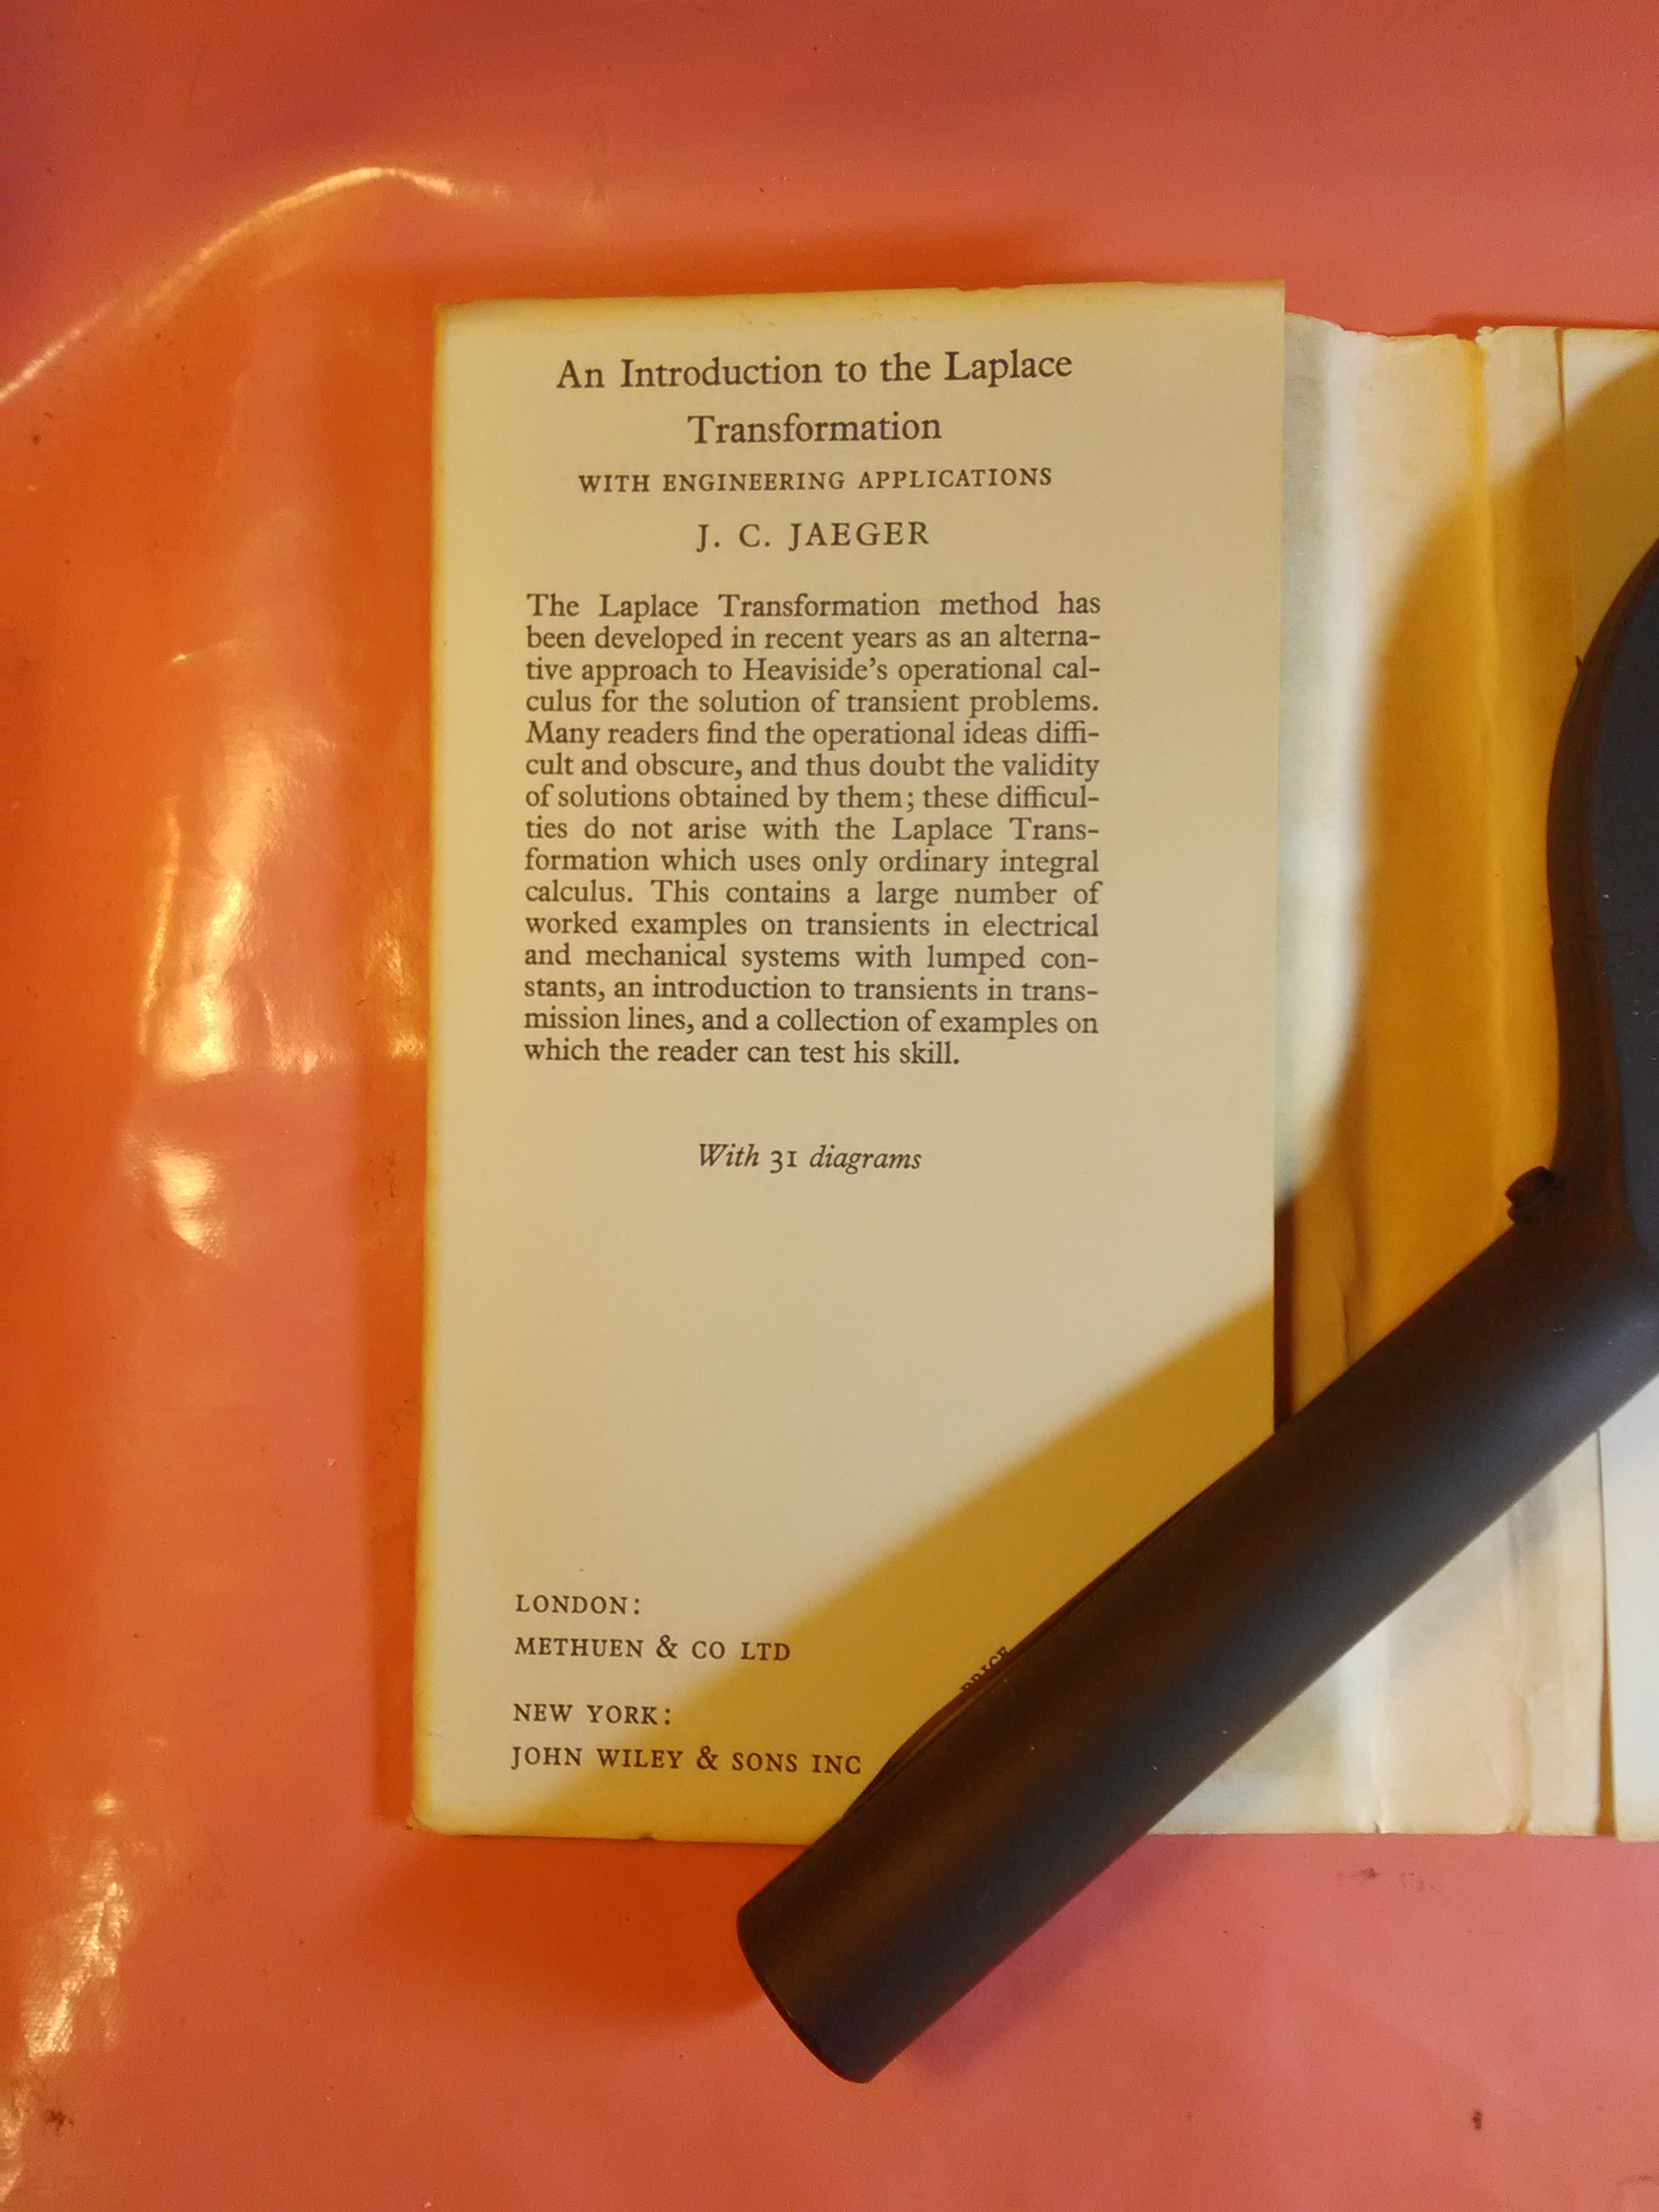 An Introduction to the Laplace
Transformation
WITH ENGINEERING APPLICATIONS
J. C. JAEGER
The Laplace Transformation method has
been developed in recent years as an alterna-
tive approach to Heaviside's operational cal-
culus for the solution of transient problems.
Many readers find the operational ideas diffi-
cult and obscure, and thus doubt the validity
of solutions obtained by them; these difficul-
ties do not arise with the Laplace Trans-
formation which uses only ordinary integral
calculus. This contains a large number of
worked examples on transients in electrical
and mechanical systems with lumped con-
stants, an introduction to transients in trans-
mission lines, and a collection of examples on
which the reader can test his skill.
With 31 diagrams
LONDON:
METHUEN & CO LTD
PRICE
NEW YORK:
JOHN WILEY & SONS INC